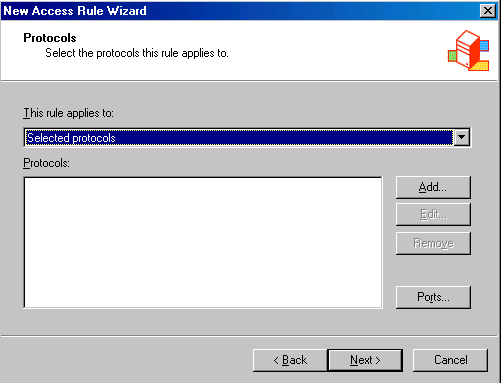 New Access Rule Wizard
Protocols
Select the protocols this rule applies to.
This rule applies to:
Selected protocols
Protocols:
Add...
Edit...
Remove
Ports...
< Back
Next >
Cancel